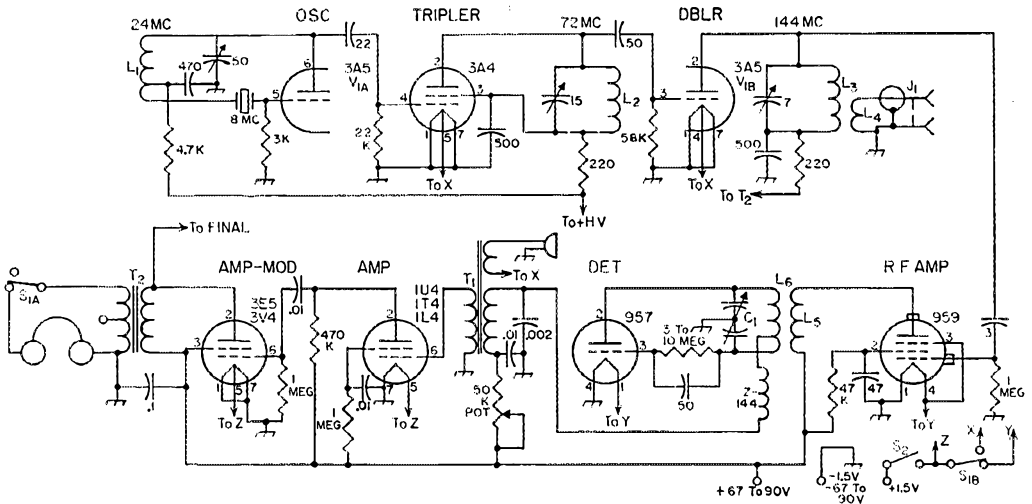 OSC TRIPLER DBLR
24MC 72 MC 144 MC
L1 470 50 22 50
6 5 3A5 V1A
8 MC
3K
4.7K
2 3A4
4 3
22 K
1 5 7
500
To X
15 L2
220
To+HV
2 3A5 V1B
3
58K
1 4 7
To X
7 L3 L4 J1
500
220
To T2
To FINAL
AMP-MOD AMP DET RF AMP
S1A
T2
.1
3E5
3V4
2 3 6
1 5 7
To Z
.01
1 MEG
470 K
2 6
1 MEG
.01
47
5
To Z
1U4
1T4
1L4
T1
To X
.01 .002
50 K POT
957
2 3
4 1
To Y
3 To 10 MEG
50
C1
L6 L5
Z-144
959
2 3
1 4
47 K
47
To Y
3
1 MEG
+67 To 90V
-1.5V
-67 To 90V
S2
+1.5V
Z
S1B
X Y